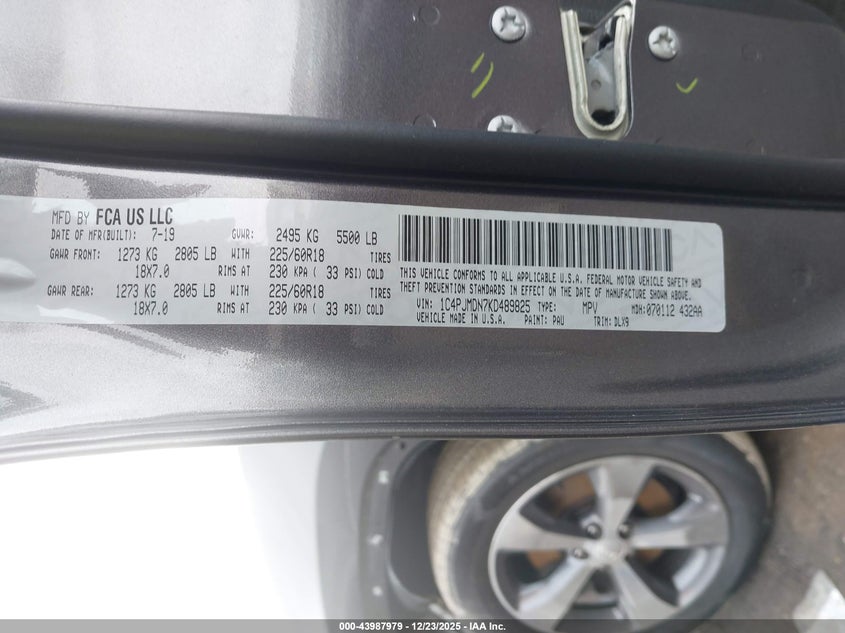 MFD BY FCA US LLC
DATE OF MFR(BUILT): 7-19 GVWR: 2495 KG 5500 LB
GAWR FRONT: 1273 KG 2805 LB WITH 225/60R18 TIRES
18X7.0 RIMS AT 230 KPA ( 33 PSI) COLD
GAWR REAR: 1273 KG 2805 LB WITH 225/60R18 TIRES
18X7.0 RIMS AT 230 KPA ( 33 PSI) COLD
THIS VEHICLE CONFORMS TO ALL APPLICABLE U.S.A. FEDERAL MOTOR VEHICLE SAFETY AND
THEFT PREVENTION STANDARDS IN EFFECT ON THE DATE OF MANUFACTURE SHOWN ABOVE.
VIN: 1C4PJMDN7KD489825 TYPE: MPV MDH: 070112 432AA
VEHICLE MADE IN U.S.A. PAINT: PAU TRIM: DLX9
000-43987979 - 12/23/2025 - IAA Inc.